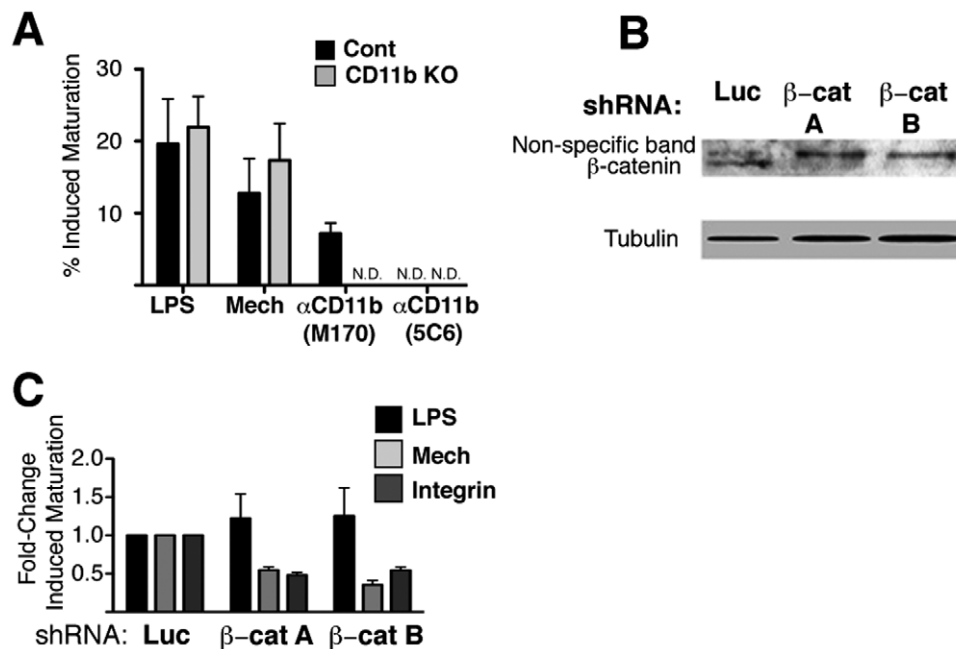 A
Cont
CD11b KO
% Induced Maturation
30
20
10
N.D.
N.D. N.D.
LPS Mech αCD11b (M170) αCD11b (5C6)
B
shRNA: Luc β-cat A β-cat B
Non-specific band
β-catenin
Tubulin
C
LPS
Mech
Integrin
Fold-Change
Induced Maturation
2.0
1.5
1.0
0.5
shRNA: Luc β-cat A β-cat B